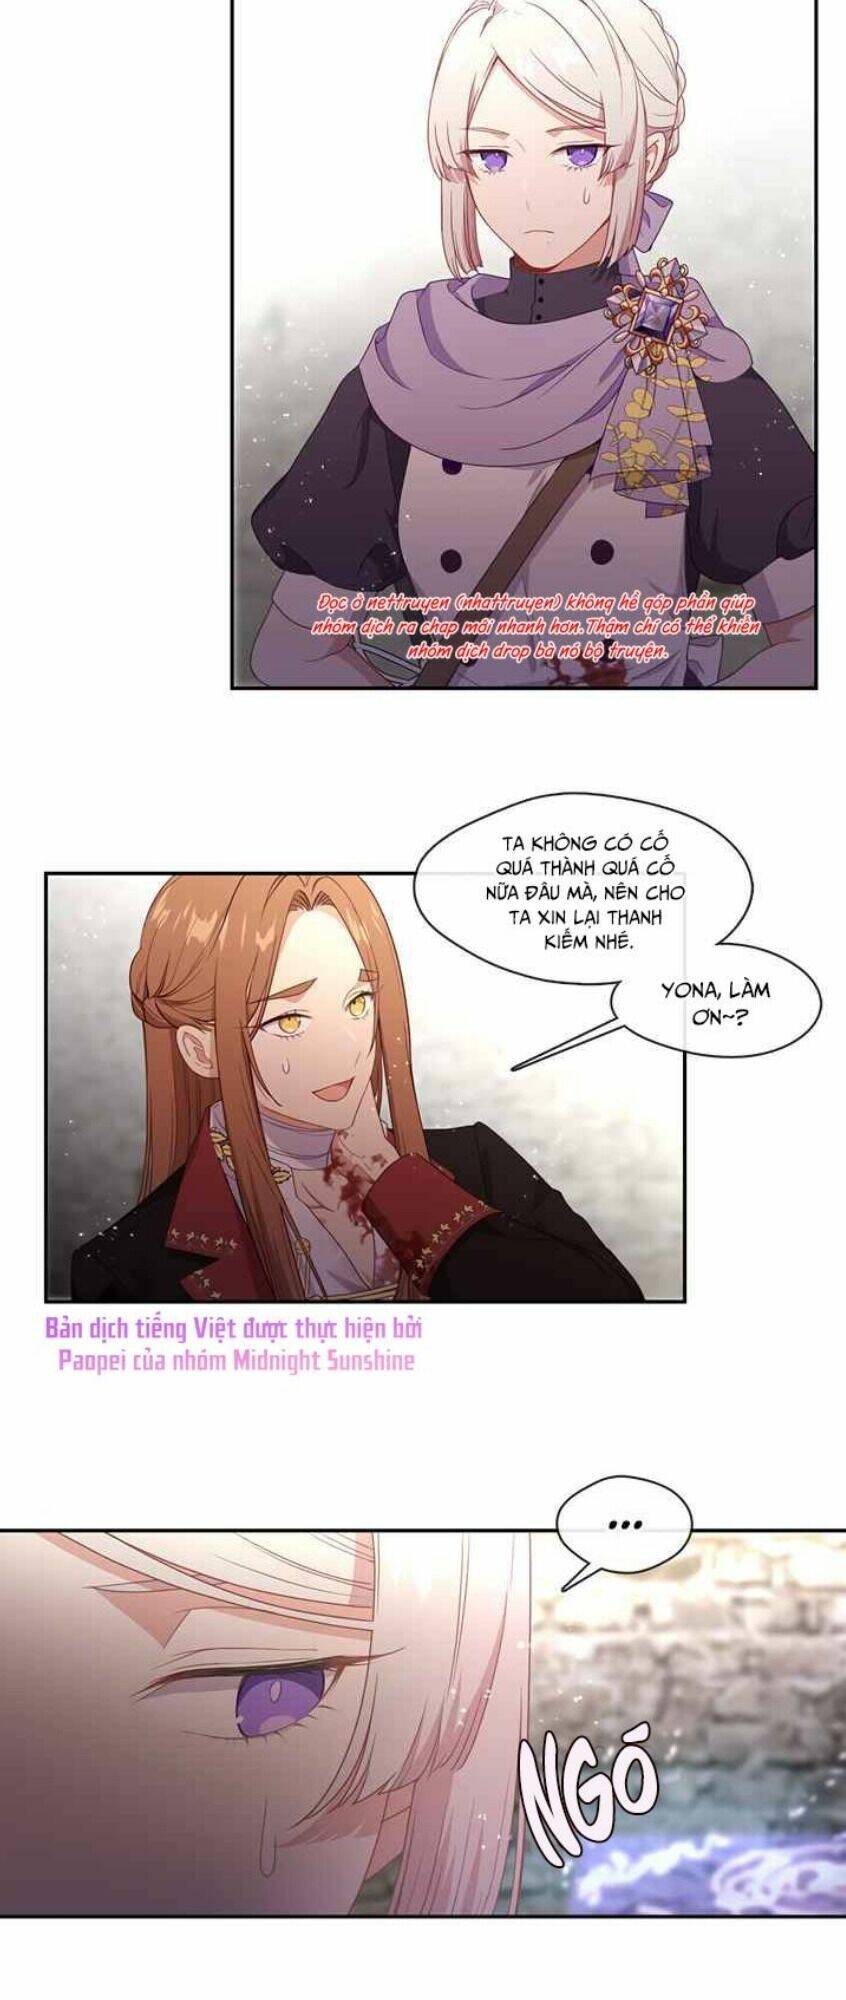 Đọc ở nettruyen (nhattruyen) không hề góp phần giúp
nhóm dịch ra chap mới nhanh hơn.Thậm chí có thể khiến
nhóm dịch drop bà nó bộ truyện.
TA KHÔNG CÓ CỐ
QUÁ THÀNH QUÁ CỐ
NỮA ĐÂU MÀ, NÊN CHO
TA XIN LẠI THANH
KIẾM NHÉ.
YONA, LÀM
ƠN~?
Bản dịch tiếng Việt được thực hiện bởi
Paopei của nhóm Midnight Sunshine
...
NGÓ